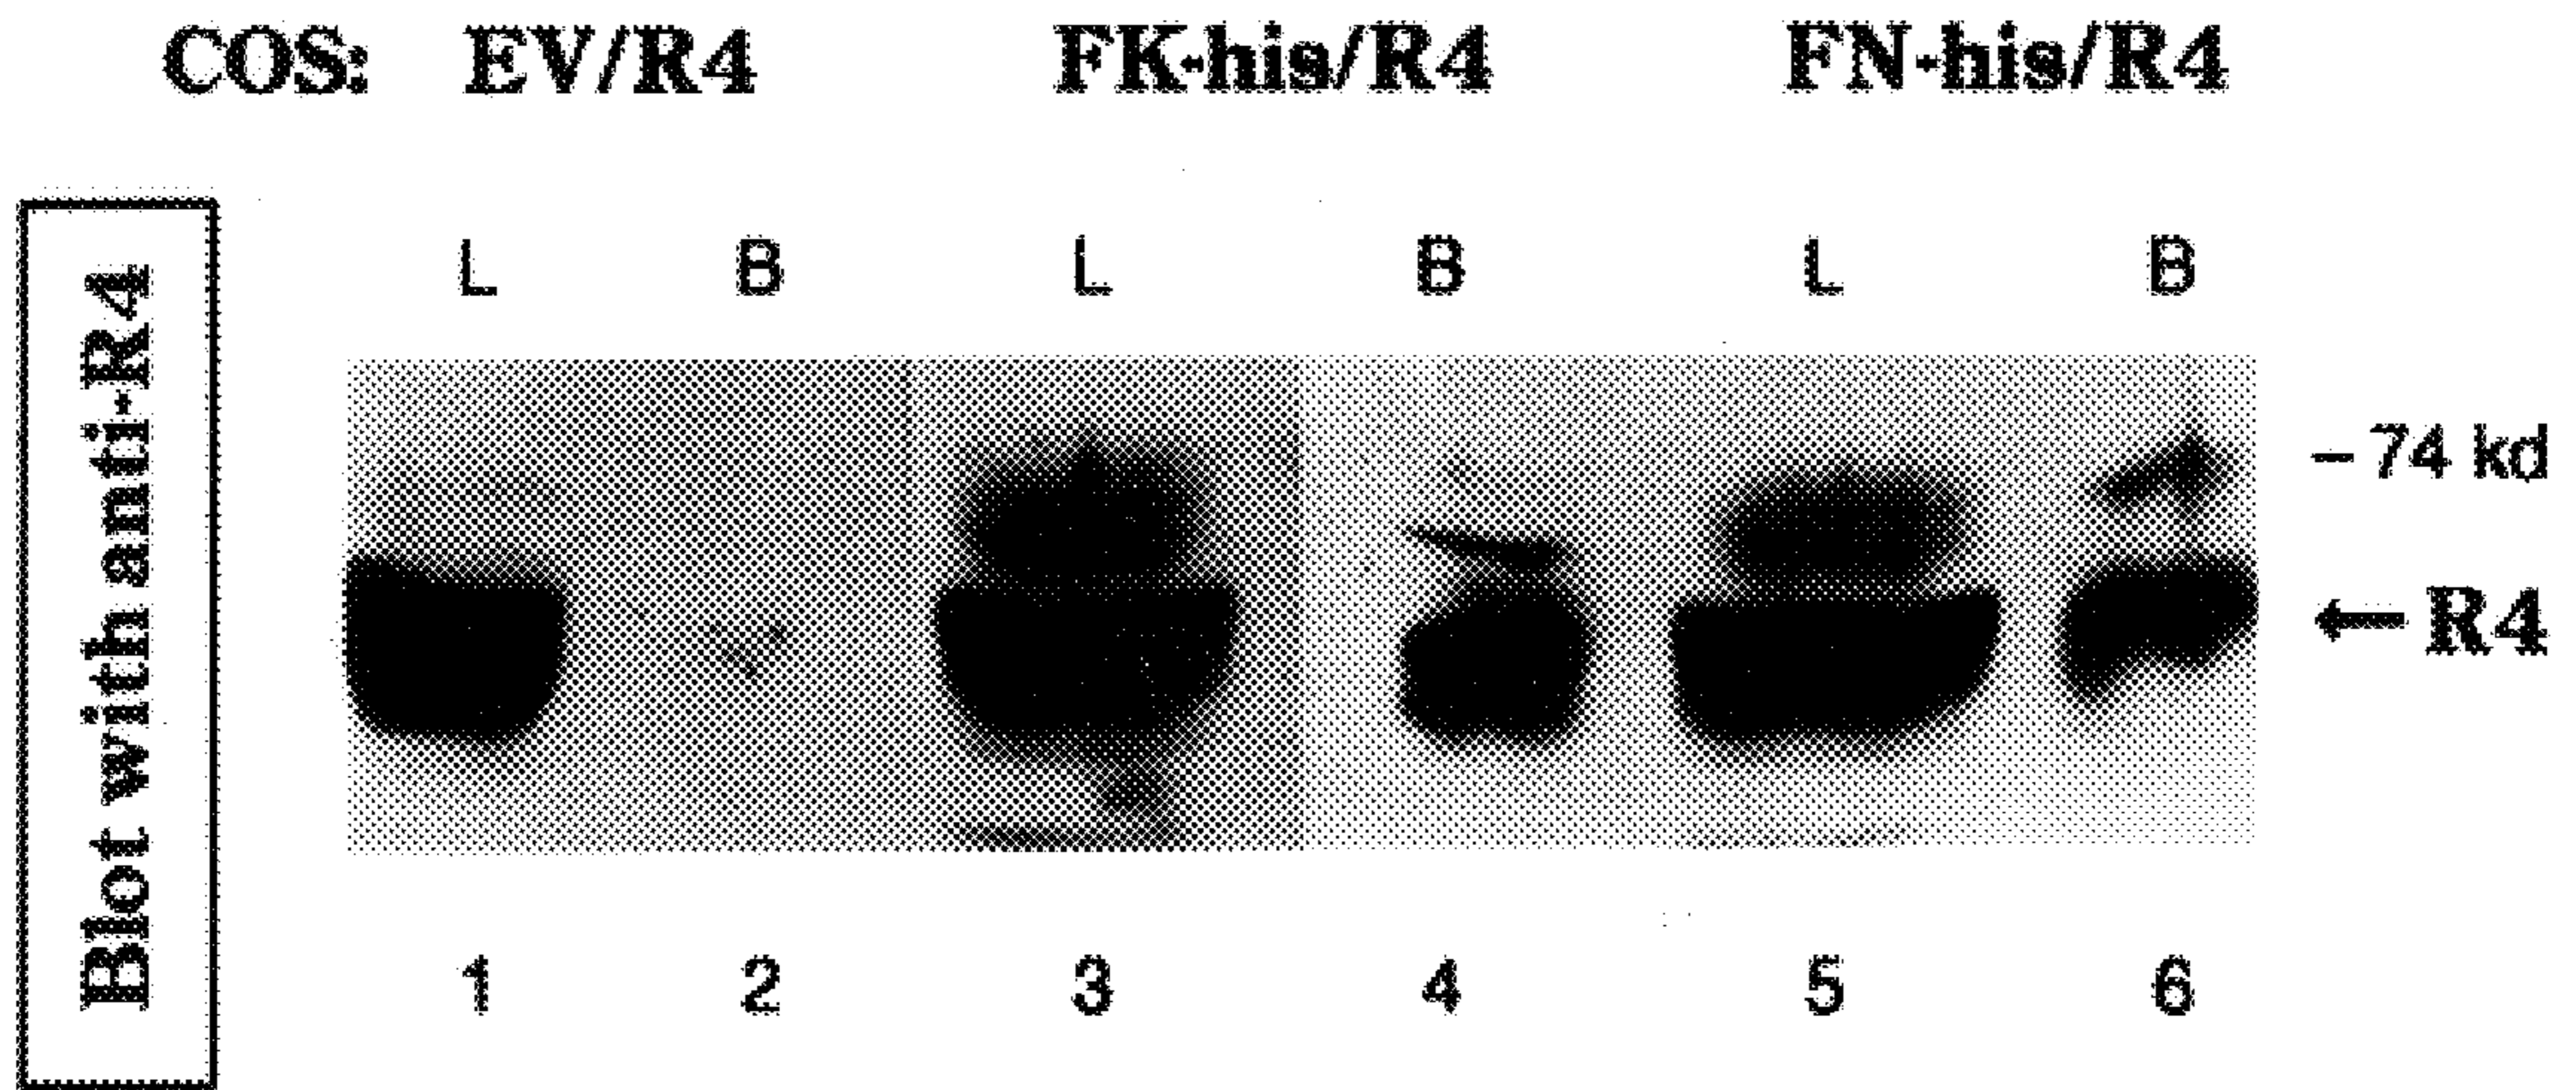 COS: EV/R4 FK-his/R4 FN-his/R4
Blot with anti-R4
L B L B L B
– 74 kd
← R4
1 2 3 4 5 6